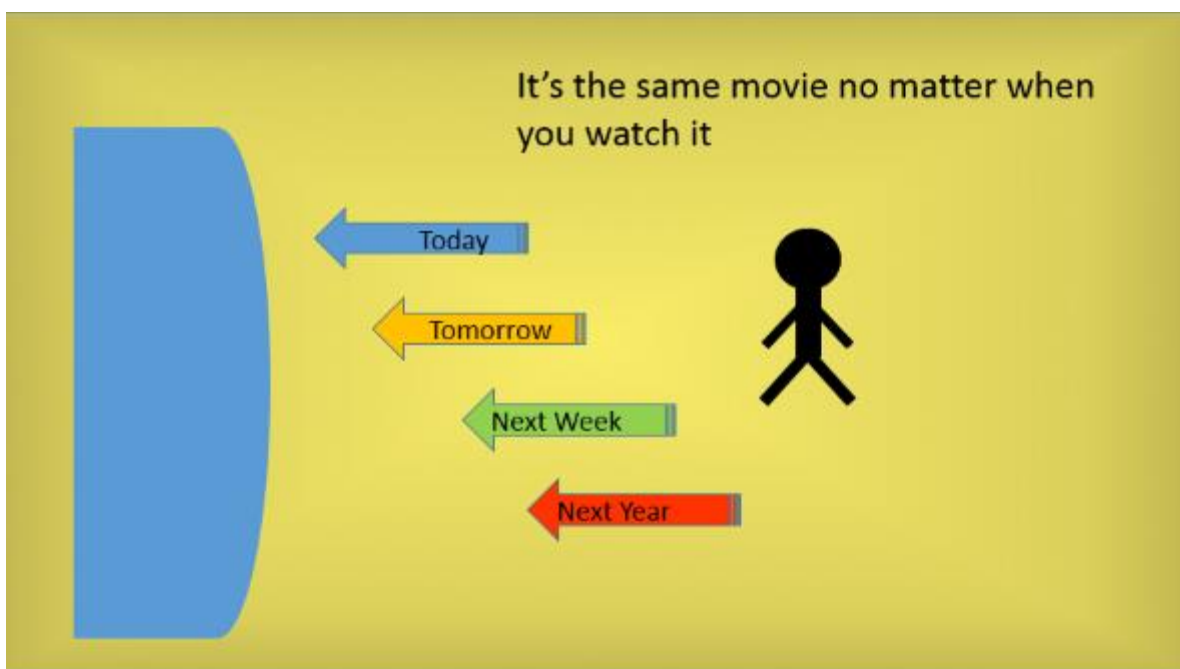 It’s the same movie no matter when
you watch it
Today
Tomorrow
Next Week
Next Year